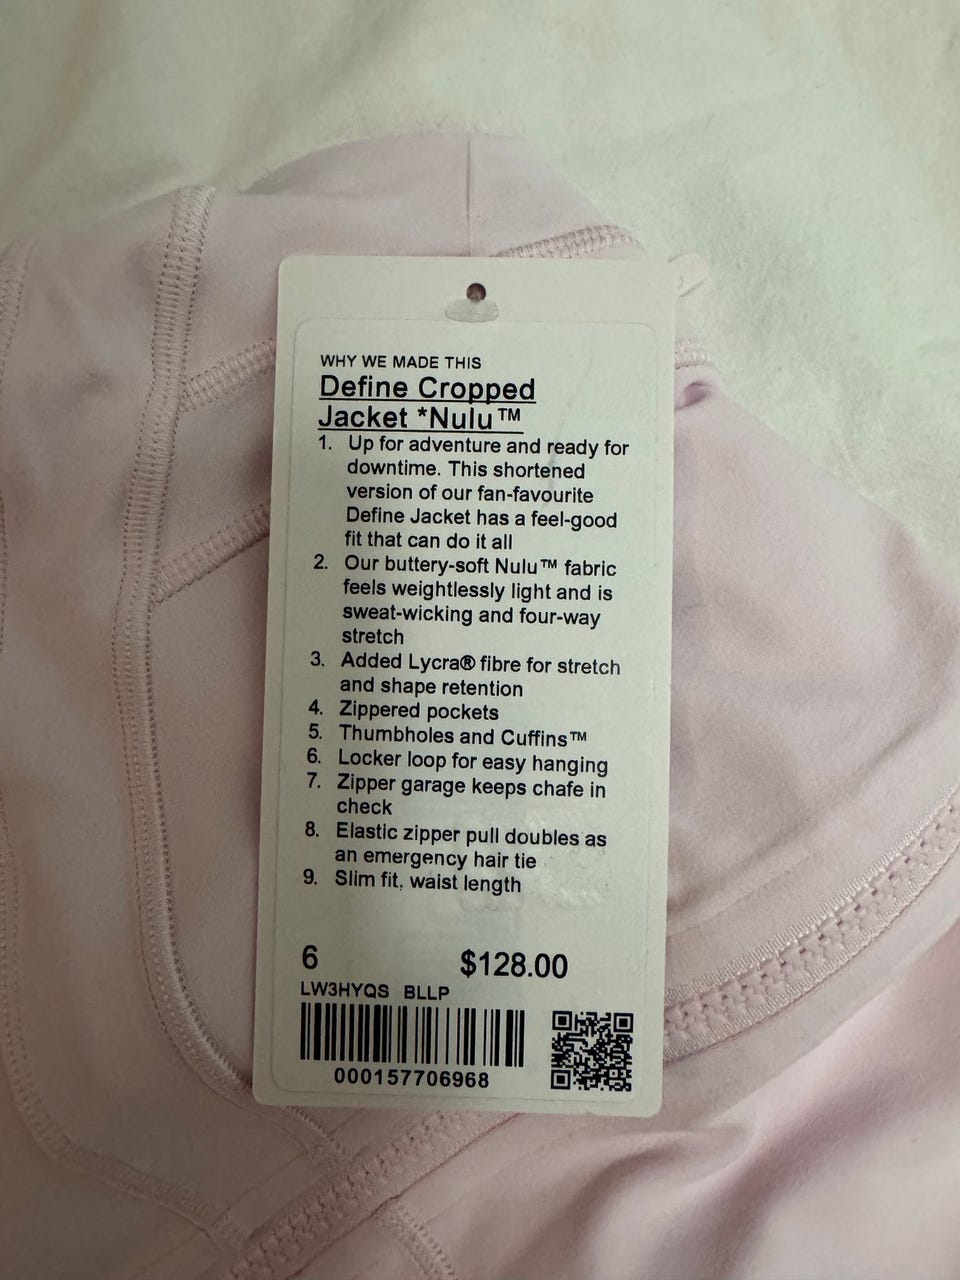 WHY WE MADE THIS
Define Cropped
Jacket *Nulu™
1. Up for adventure and ready for
downtime. This shortened
version of our fan-favourite
Define Jacket has a feel-good
fit that can do it all
2. Our buttery-soft Nulu™ fabric
feels weightlessly light and is
sweat-wicking and four-way
stretch
3. Added Lycra® fibre for stretch
and shape retention
4. Zippered pockets
5. Thumbholes and Cuffins™
6. Locker loop for easy hanging
7. Zipper garage keeps chafe in
check
8. Elastic zipper pull doubles as
an emergency hair tie
9. Slim fit, waist length
6 $128.00
LW3HYQS BLLP
000157706968